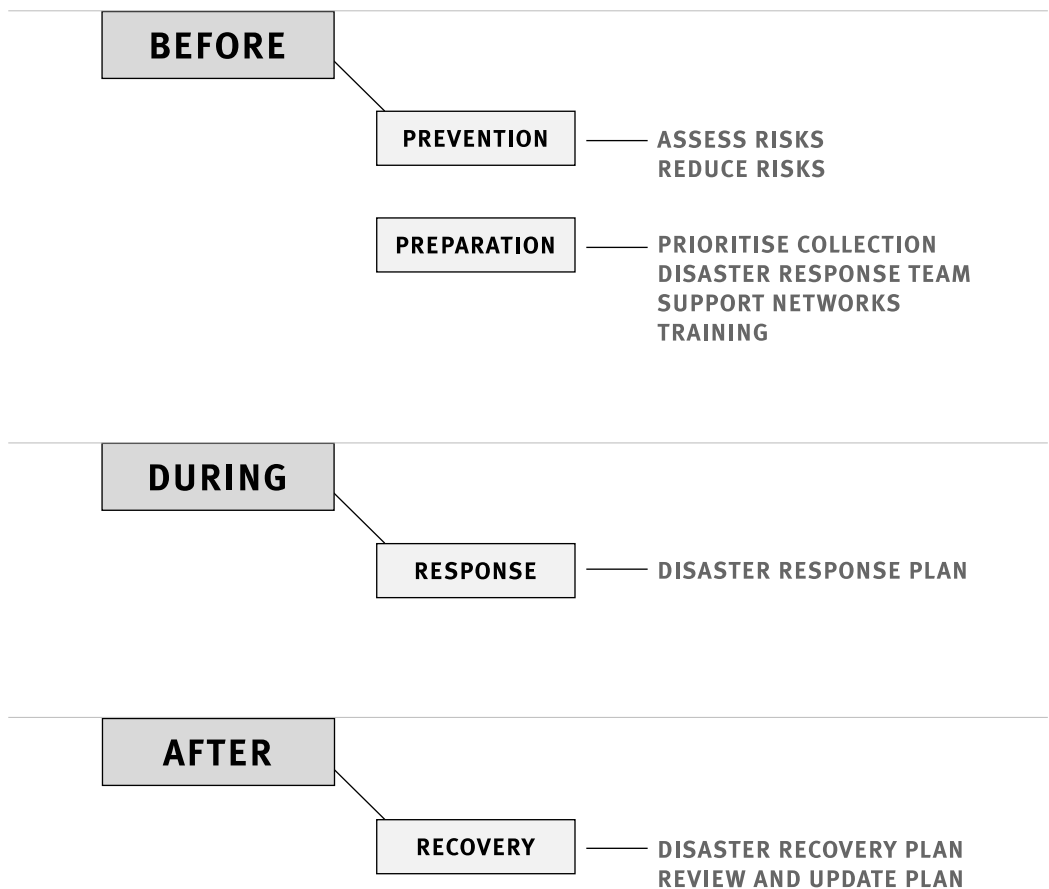 BEFORE
PREVENTION
ASSESS RISKS
REDUCE RISKS
PREPARATION
PRIORITISE COLLECTION
DISASTER RESPONSE TEAM
SUPPORT NETWORKS
TRAINING
DURING
RESPONSE
DISASTER RESPONSE PLAN
AFTER
RECOVERY
DISASTER RECOVERY PLAN
REVIEW AND UPDATE PLAN